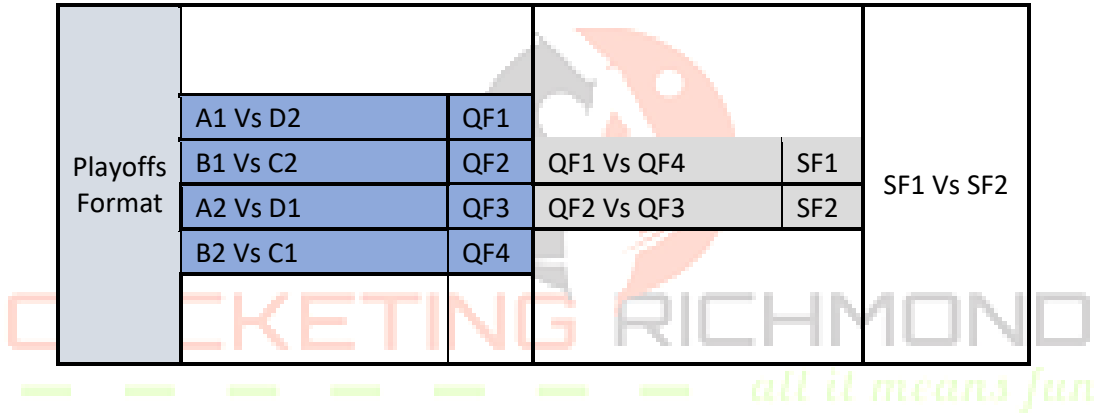 Playoffs
Format
A1 Vs D2 QF1
B1 Vs C2 QF2 QF1 Vs QF4 SF1
A2 Vs D1 QF3 QF2 Vs QF3 SF2
B2 Vs C1 QF4
SF1 Vs SF2
RICHMOND
all it means fun